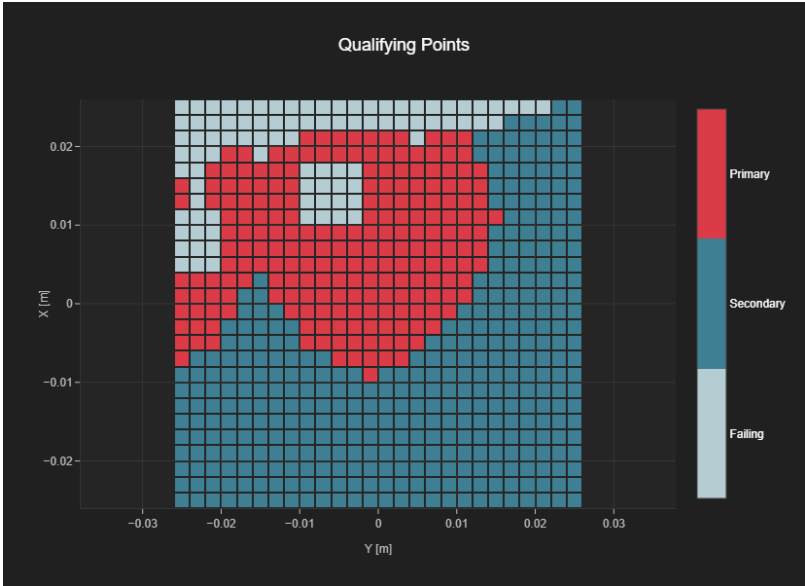 Qualifying Points
0.02
0.01
0
−0.01
−0.02
X [m]
−0.03
−0.02
−0.01
0
0.01
0.02
0.03
Y [m]
Primary
Secondary
Failing